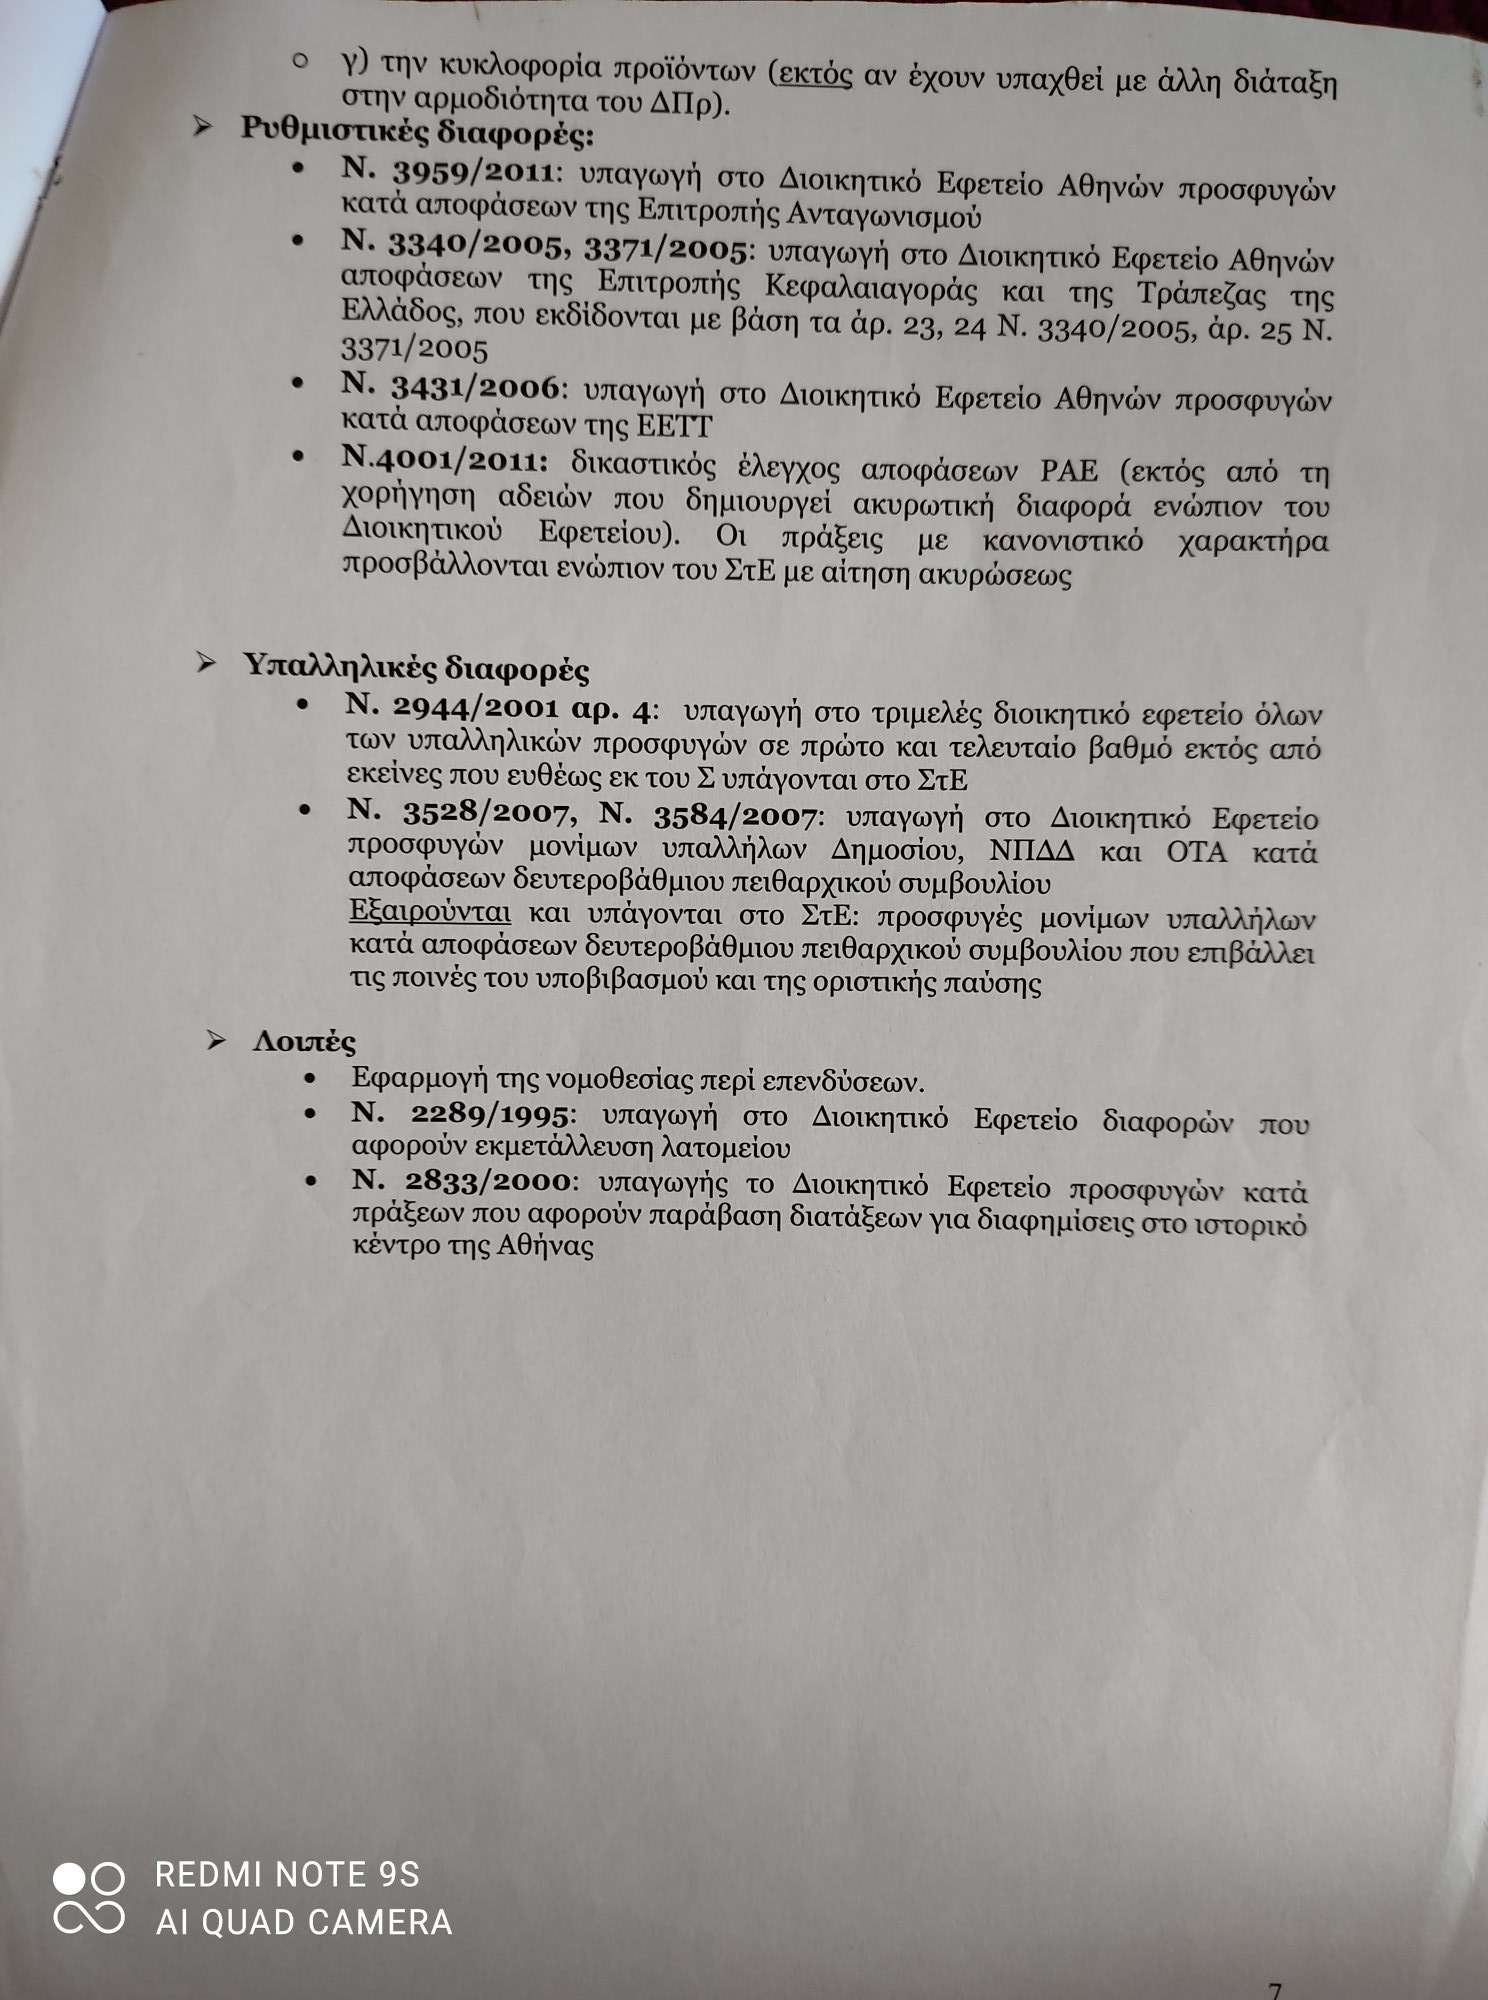 ο γ) την κυκλοφορία προϊόντων (εκτός αν έχουν υπαχθεί με άλλη διάταξη
στην αρμοδιότητα του ΔΠρ).
➢ Ρυθμιστικές διαφορές:
• Ν. 3959/2011: υπαγωγή στο Διοικητικό Εφετείο Αθηνών προσφυγών
κατά αποφάσεων της Επιτροπής Ανταγωνισμού
• Ν. 3340/2005, 3371/2005: υπαγωγή στο Διοικητικό Εφετείο Αθηνών
αποφάσεων της Επιτροπής Κεφαλαιαγοράς και της Τράπεζας της
Ελλάδος, που εκδίδονται με βάση τα άρ. 23, 24 Ν. 3340/2005, άρ. 25 Ν.
3371/2005
• Ν. 3431/2006: υπαγωγή στο Διοικητικό Εφετείο Αθηνών προσφυγών
κατά αποφάσεων της ΕΕΤΤ
• Ν.4001/2011: δικαστικός έλεγχος αποφάσεων ΡΑΕ (εκτός από τη
χορήγηση αδειών που δημιουργεί ακυρωτική διαφορά ενώπιον του
Διοικητικού Εφετείου). Οι πράξεις με κανονιστικό χαρακτήρα
προσβάλλονται ενώπιον του ΣτΕ με αίτηση ακυρώσεως
➢ Υπαλληλικές διαφορές
• Ν. 2944/2001 αρ. 4: υπαγωγή στο τριμελές διοικητικό εφετείο όλων
των υπαλληλικών προσφυγών σε πρώτο και τελευταίο βαθμό εκτός από
εκείνες που ευθέως εκ του Σ υπάγονται στο ΣτΕ
• Ν. 3528/2007, Ν. 3584/2007: υπαγωγή στο Διοικητικό Εφετείο
προσφυγών μονίμων υπαλλήλων Δημοσίου, ΝΠΔΔ και ΟΤΑ κατά
αποφάσεων δευτεροβάθμιου πειθαρχικού συμβουλίου
Εξαιρούνται και υπάγονται στο ΣτΕ: προσφυγές μονίμων υπαλλήλων
κατά αποφάσεων δευτεροβάθμιου πειθαρχικού συμβουλίου που επιβάλλει
τις ποινές του υποβιβασμού και της οριστικής παύσης
➢ Λοιπές
• Εφαρμογή της νομοθεσίας περί επενδύσεων.
• Ν. 2289/1995: υπαγωγή στο Διοικητικό Εφετείο διαφορών που
αφορούν εκμετάλλευση λατομείου
• Ν. 2833/2000: υπαγωγής το Διοικητικό Εφετείο προσφυγών κατά
πράξεων που αφορούν παράβαση διατάξεων για διαφημίσεις στο ιστορικό
κέντρο της Αθήνας
REDMI NOTE 9S
AI QUAD CAMERA
7